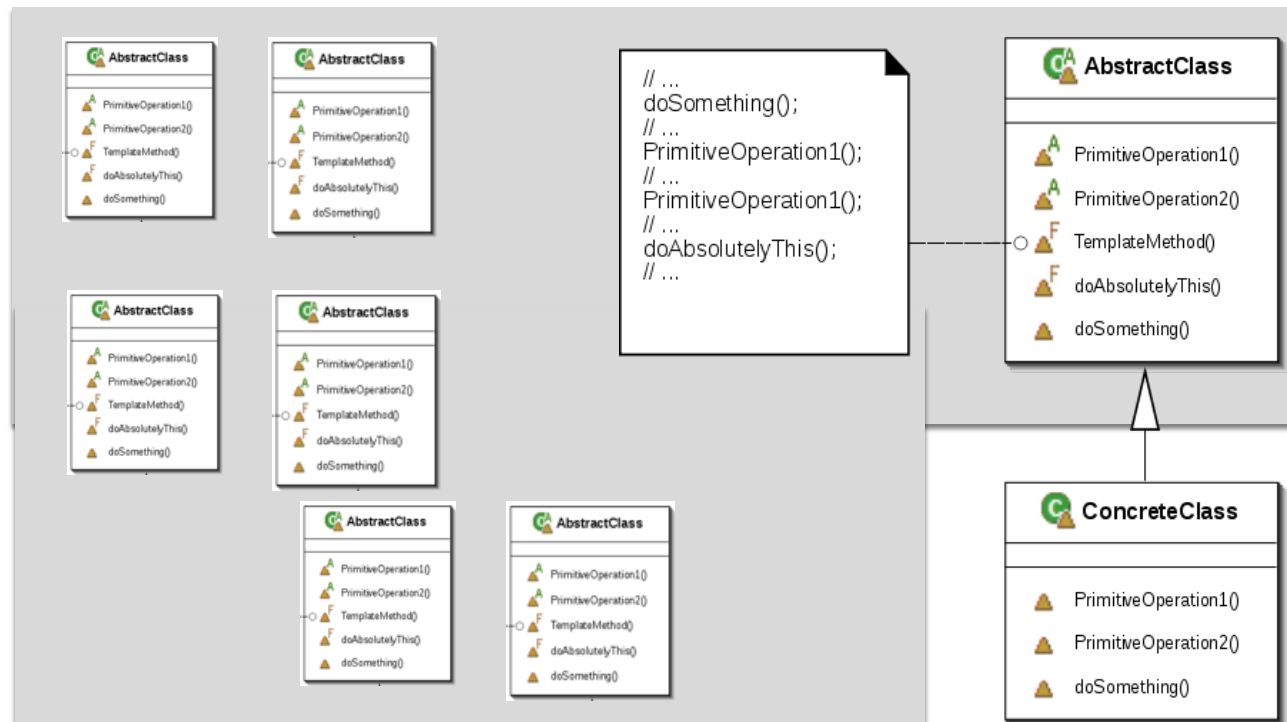 AbstractClass
A PrimitiveOperation1()
A PrimitiveOperation2()
F TemplateMethod()
F doAbsolutelyThis()
doSomething()
AbstractClass
A PrimitiveOperation1()
A PrimitiveOperation2()
F TemplateMethod()
F doAbsolutelyThis()
doSomething()
// ...
doSomething();
// ...
PrimitiveOperation1();
// ...
PrimitiveOperation1();
// ...
doAbsolutelyThis();
// ...
C A AbstractClass
A PrimitiveOperation1()
A PrimitiveOperation2()
F TemplateMethod()
F doAbsolutelyThis()
doSomething()
AbstractClass
A PrimitiveOperation1()
A PrimitiveOperation2()
F TemplateMethod()
F doAbsolutelyThis()
doSomething()
AbstractClass
A PrimitiveOperation1()
A PrimitiveOperation2()
F TemplateMethod()
F doAbsolutelyThis()
doSomething()
AbstractClass
A PrimitiveOperation1()
A PrimitiveOperation2()
F TemplateMethod()
F doAbsolutelyThis()
doSomething()
AbstractClass
A PrimitiveOperation1()
A PrimitiveOperation2()
F TemplateMethod()
F doAbsolutelyThis()
doSomething()
C ConcreteClass
PrimitiveOperation1()
PrimitiveOperation2()
doSomething()